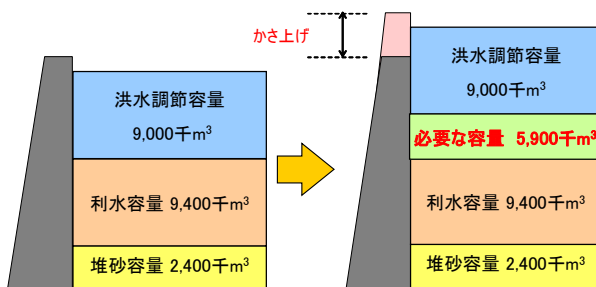 洪水調節容量
9,000千m³
利水容量 9,400千m³
堆砂容量 2,400千m³
かさ上げ
洪水調節容量
9,000千m³
必要な容量 5,900千m³
利水容量 9,400千m³
堆砂容量 2,400千m³